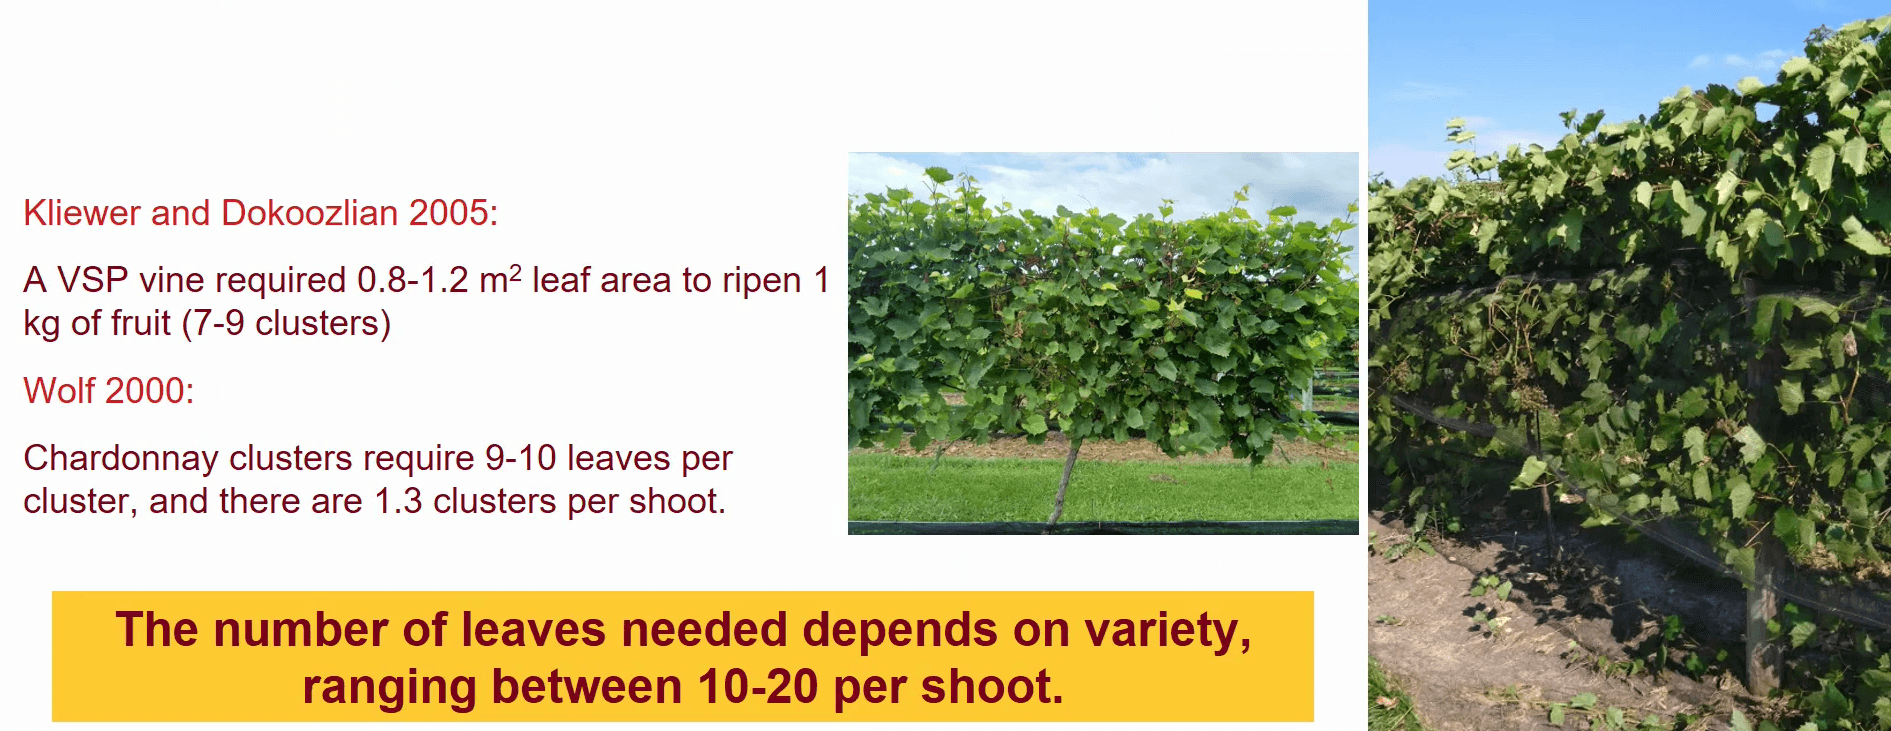 Kliewer and Dokoozlian 2005:
A VSP vine required 0.8-1.2 m² leaf area to ripen 1
kg of fruit (7-9 clusters)
Wolf 2000:
Chardonnay clusters require 9-10 leaves per
cluster, and there are 1.3 clusters per shoot.
The number of leaves needed depends on variety,
ranging between 10-20 per shoot.